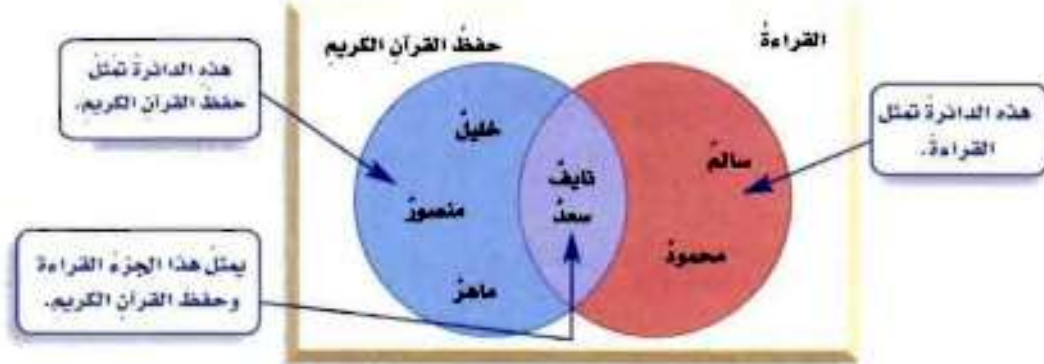 القراءةُ
حفظُ القرآنِ الكريمِ
هذهِ الدائرةُ تمثلُ
القراءةَ.
هذهِ الدائرةُ تمثلُ
حفظَ القرآنِ الكريمِ.
سالمٌ
محمودٌ
نايفٌ
سعدٌ
خليلٌ
منصورٌ
ماهرٌ
يمثلُ هذا الجزءُ القراءةَ
وحفظَ القرآنِ الكريمِ.